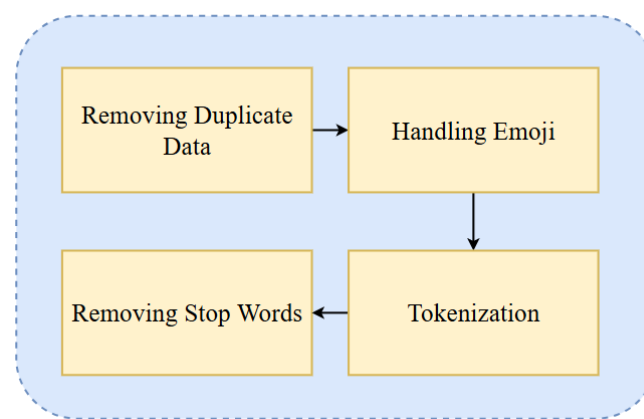 Removing Duplicate
Data
Handling Emoji
Tokenization
Removing Stop Words